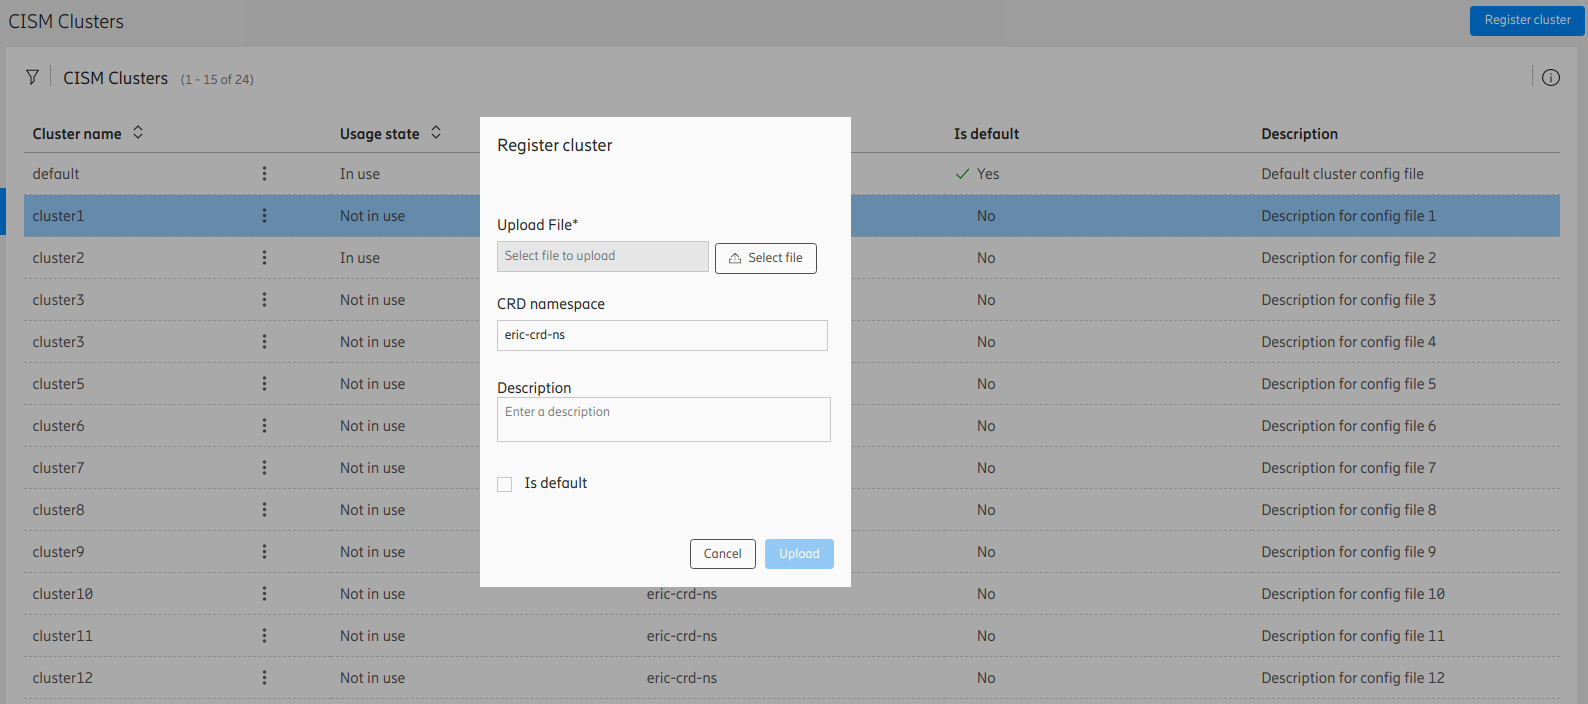 CISM Clusters
Register cluster
CISM Clusters (1 - 15 of 24)
Cluster name Usage state Is default Description
default In use Yes Default cluster config file
cluster1 Not in use No Description for config file 1
cluster2 In use No Description for config file 2
cluster3 Not in use No Description for config file 3
cluster3 Not in use No Description for config file 4
cluster5 Not in use No Description for config file 5
cluster6 Not in use No Description for config file 6
cluster7 Not in use No Description for config file 7
cluster8 Not in use No Description for config file 8
cluster9 Not in use No Description for config file 9
cluster10 Not in use eric-crd-ns No Description for config file 10
cluster11 Not in use eric-crd-ns No Description for config file 11
cluster12 Not in use eric-crd-ns No Description for config file 12
Register cluster
Upload File*
Select file to upload Select file
CRD namespace
eric-crd-ns
Description
Enter a description
Is default
Cancel Upload